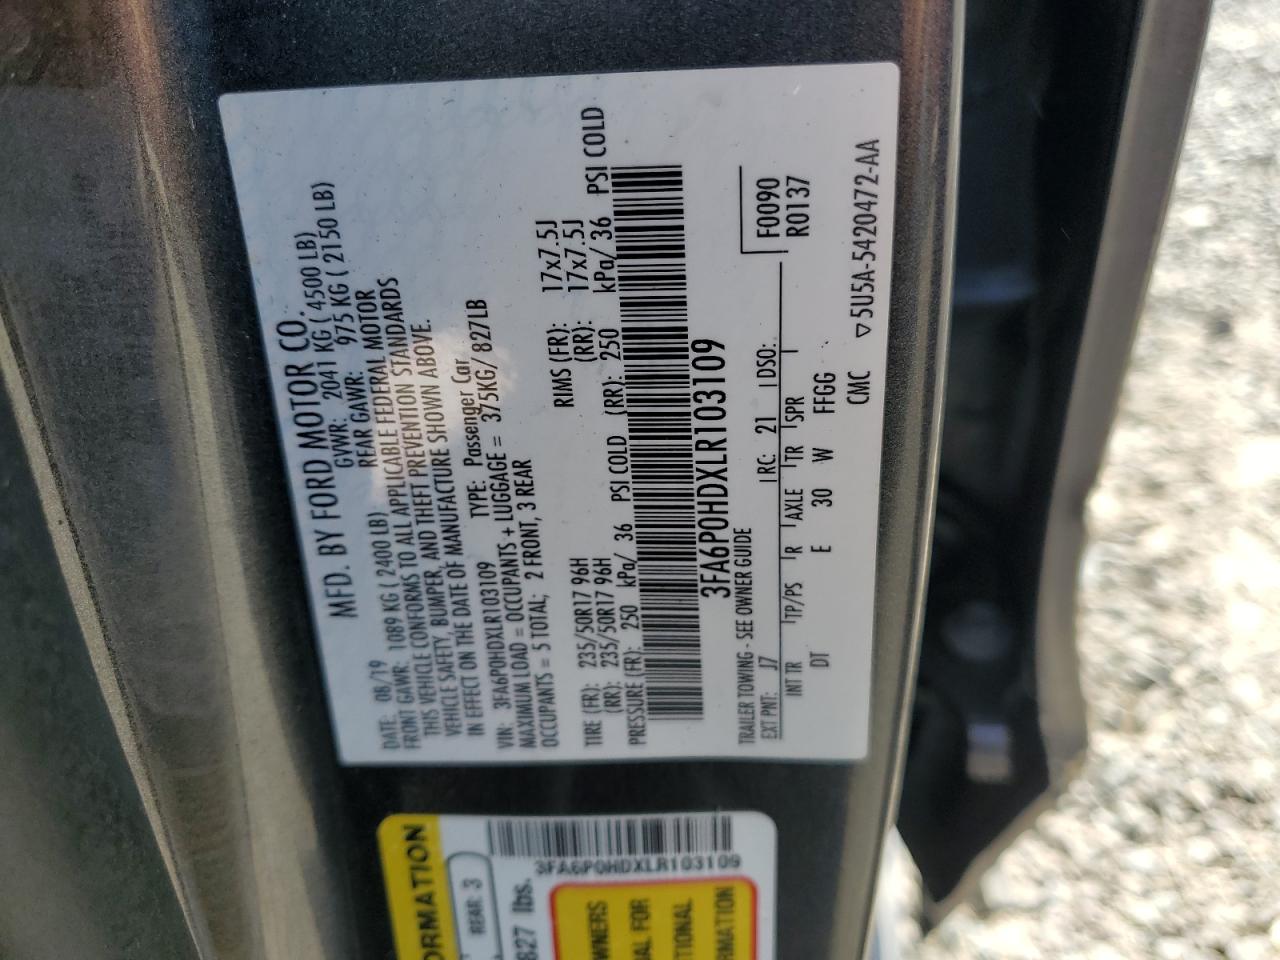 MFD. BY FORD MOTOR CO.
DATE: 08/19 GVWR: 2041 KG ( 4500 LB)
FRONT GAWR: 1089 KG ( 2400 LB) REAR GAWR: 975 KG ( 2150 LB)
THIS VEHICLE CONFORMS TO ALL APPLICABLE FEDERAL MOTOR
VEHICLE SAFETY, BUMPER, AND THEFT PREVENTION STANDARDS
IN EFFECT ON THE DATE OF MANUFACTURE SHOWN ABOVE.
VIN: 3FA6P0HDXLR103109 TYPE: Passenger Car
MAXIMUM LOAD = OCCUPANTS + LUGGAGE = 375KG/ 827LB
OCCUPANTS = 5 TOTAL; 2 FRONT, 3 REAR
TIRE (FR): 235/50R17 96H RIMS (FR): 17x7.5J
(RR): 235/50R17 96H (RR): 17x7.5J
PRESSURE (FR): 250 kPa/ 36 PSI COLD (RR): 250 kPa/ 36 PSI COLD
3FA6P0HDXLR103109
TRAILER TOWING - SEE OWNER GUIDE F0090
EXT PNT: J7 RC: 21 DSO: R0137
INT TR TP/PS R AXLE TR SPR
DT E 30 W FFGG
CMC ▽5U5A-5420472-AA
ORMATION
REAR: 3
827 lbs.
3FA6P0HDXLR103109
WNERS
AL FOR
TIONAL
RMATION